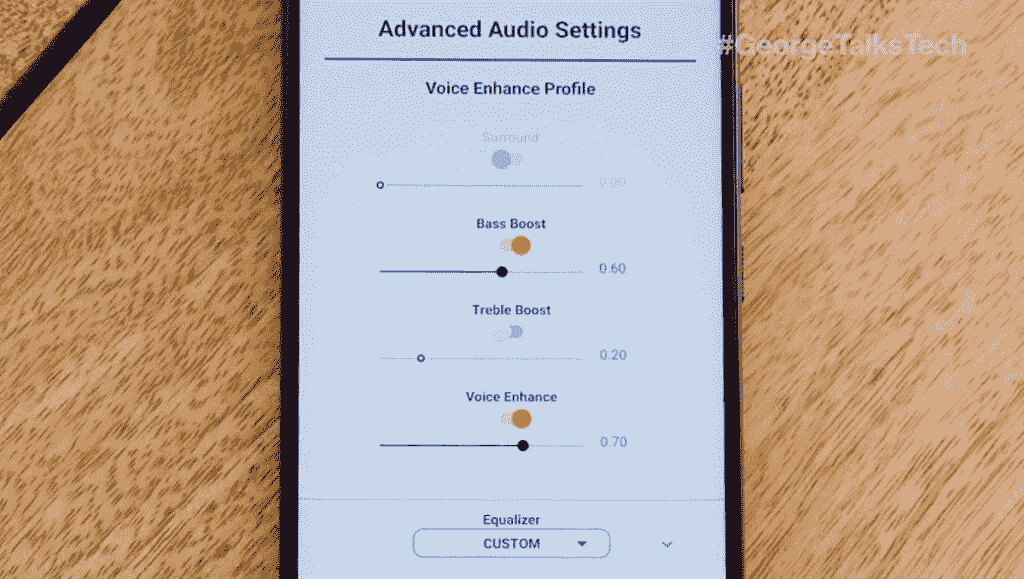 Advanced Audio Settings
#GeorgeTalksTech
Voice Enhance Profile
Surround
0.00
Bass Boost
0.60
Treble Boost
0.20
Voice Enhance
0.70
Equalizer
CUSTOM